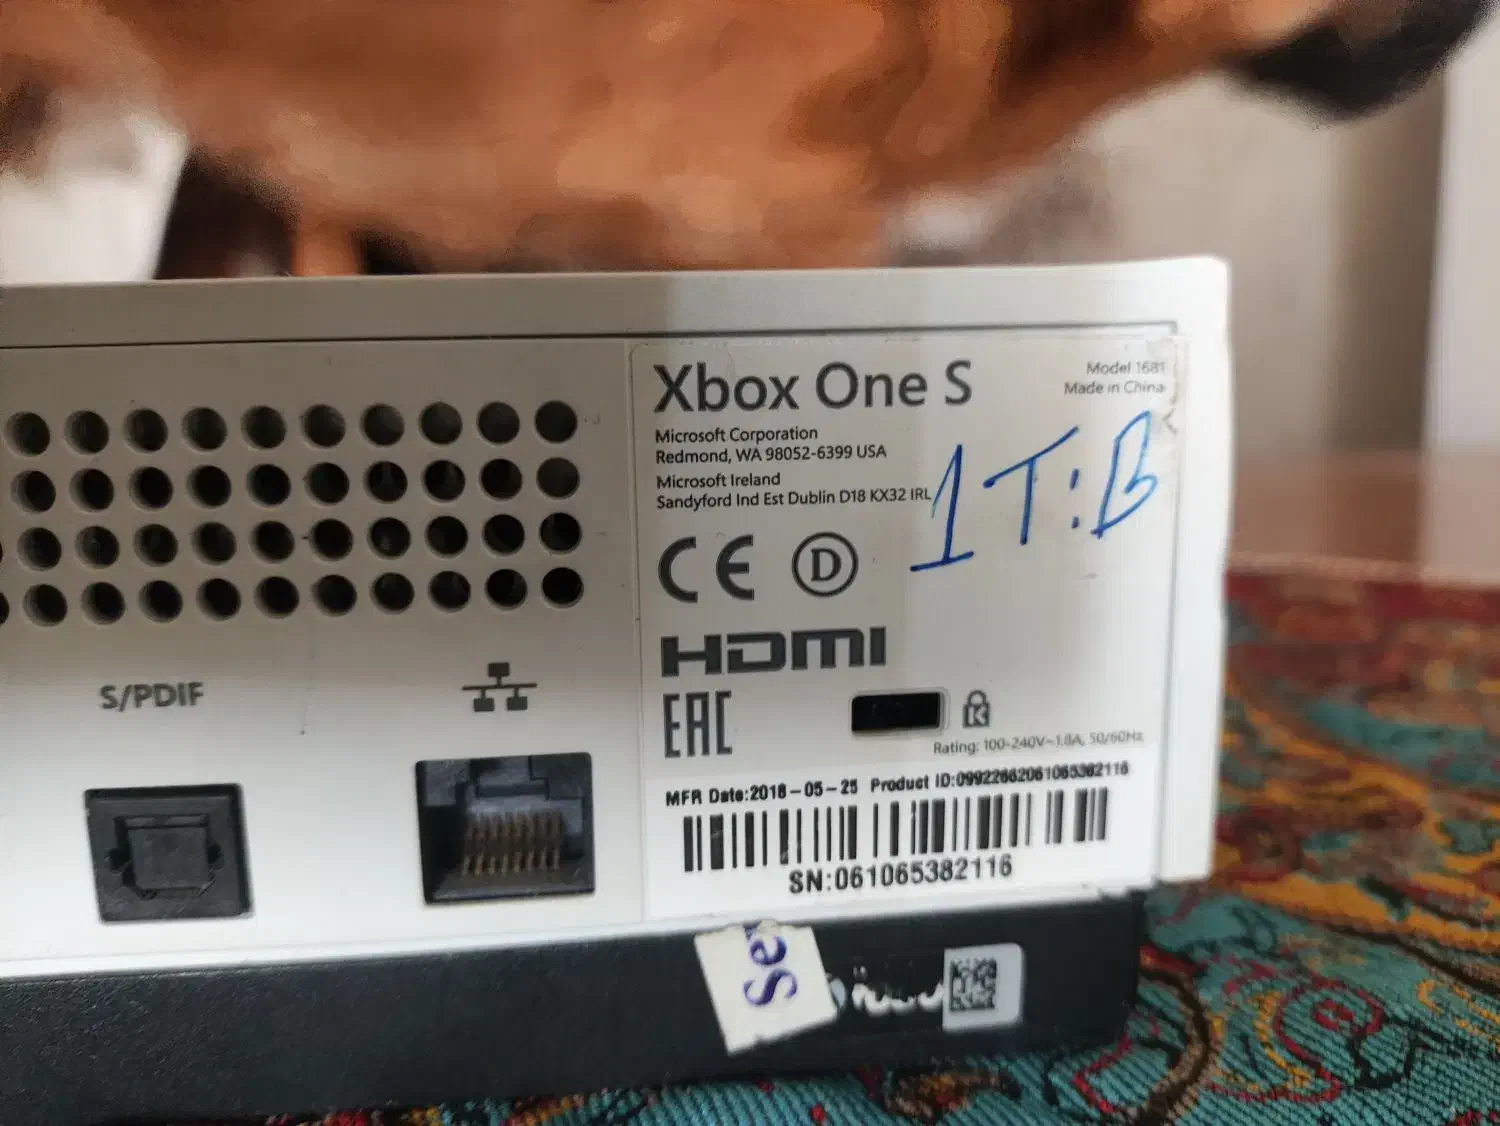 Xbox One S
Model 1681
Made in China
Microsoft Corporation
Redmond, WA 98052-6399 USA
Microsoft Ireland
Sandyford Ind Est Dublin D18 KX32 IRL
1T:B
CE D
HDMI
EAC
K
Rating: 100-240V~1.8A, 50/60Hz
MFR Date:2018-05-25 Product ID:09922662061065382116
SN:061065382116
S/PDIF
Se